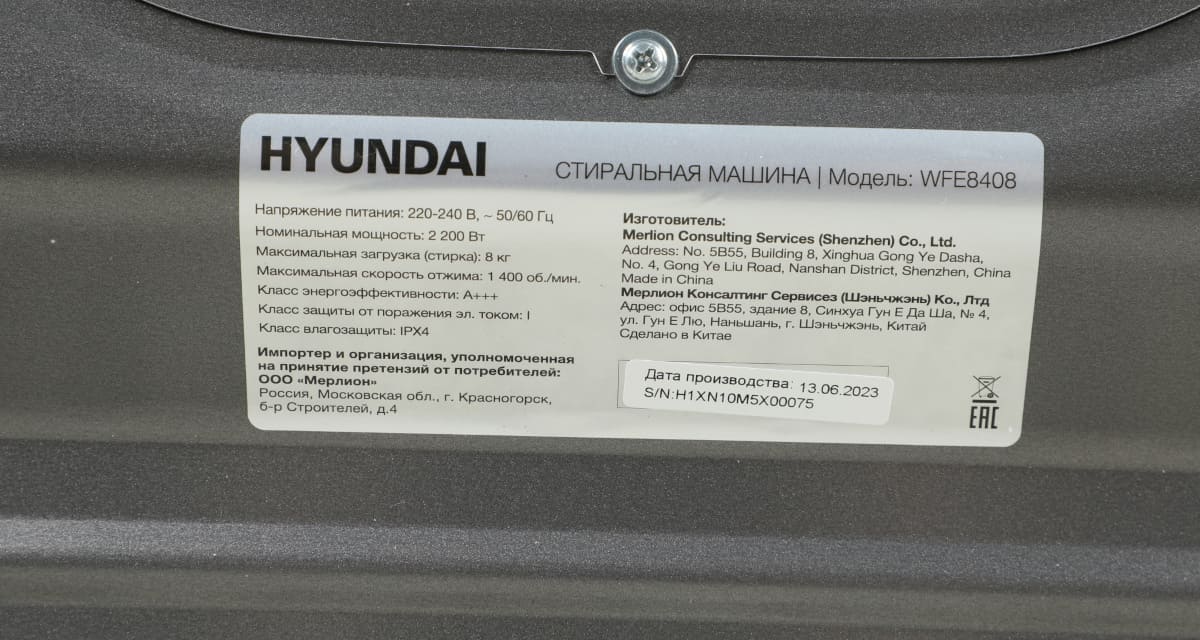 HYUNDAI
СТИРАЛЬНАЯ МАШИНА | Модель: WFE8408
Напряжение питания: 220-240 В, ~ 50/60 Гц
Номинальная мощность: 2 200 Вт
Максимальная загрузка (стирка): 8 кг
Максимальная скорость отжима: 1 400 об./мин.
Класс энергоэффективности: А+++
Класс защиты от поражения эл. током: I
Класс влагозащиты: IPX4
Импортер и организация, уполномоченная
на принятие претензий от потребителей:
ООО «Мерлион»
Россия, Московская обл., г. Красногорск,
б-р Строителей, д.4
Изготовитель:
Merlion Consulting Services (Shenzhen) Co., Ltd.
Address: No. 5B55, Building 8, Xinghua Gong Ye Dasha,
No. 4, Gong Ye Liu Road, Nanshan District, Shenzhen, China
Made in China
Мерлион Консалтинг Сервисез (Шэньчжэнь) Ко., Лтд
Адрес: офис 5B55, здание 8, Синхуа Гун Е Да Ша, № 4,
ул. Гун Е Лю, Наньшань, г. Шэньчжэнь, Китай
Сделано в Китае
Дата производства: 13.06.2023
S/N:H1XN10M5X00075
EAC